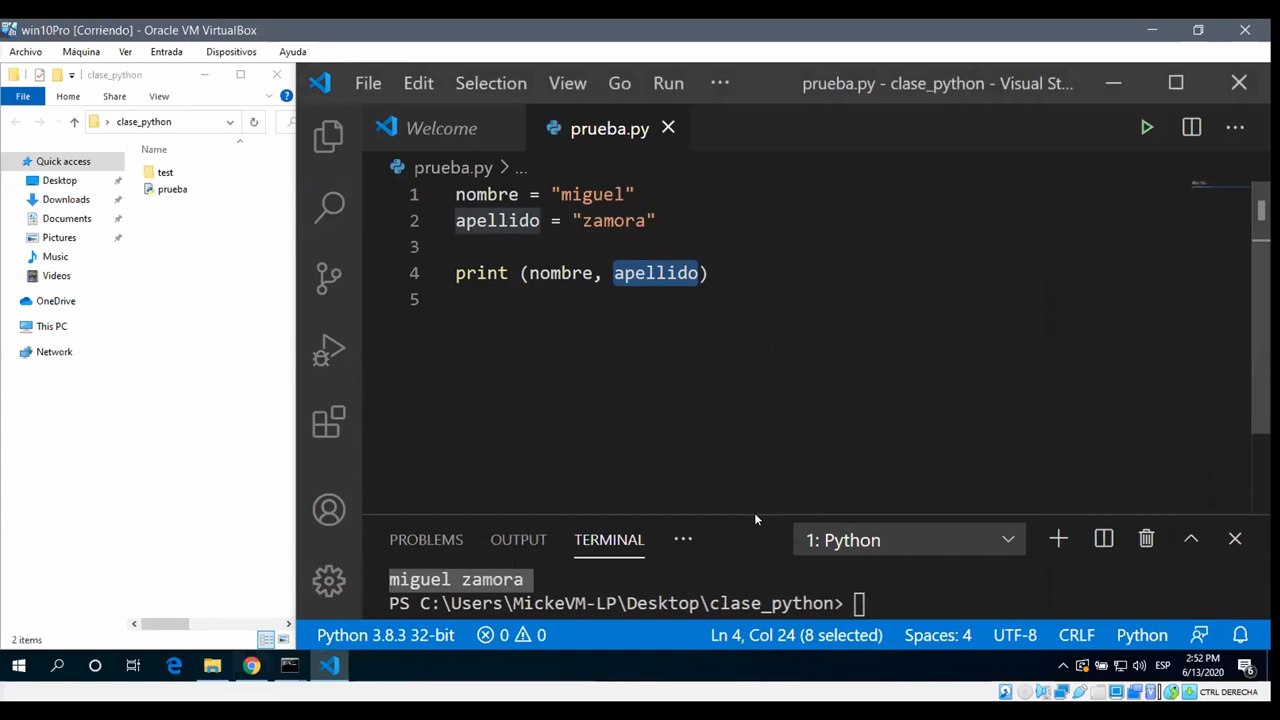 win10Pro [Corriendo] - Oracle VM VirtualBox
Archivo Máquina Ver Entrada Dispositivos Ayuda
clase_python
File Home Share View
clase_python
Name
Quick access
Desktop
Downloads
Documents
Pictures
Music
Videos
OneDrive
This PC
Network
test
prueba
2 items
File Edit Selection View Go Run ··· prueba.py - clase_python - Visual St...
Welcome prueba.py
prueba.py > ...
1 nombre = "miguel"
2 apellido = "zamora"
3
4 print (nombre, apellido)
5
PROBLEMS OUTPUT TERMINAL ··· 1: Python
miguel zamora
PS C:\Users\MickeVM-LP\Desktop\clase_python>
Python 3.8.3 32-bit 0 0 Ln 4, Col 24 (8 selected) Spaces: 4 UTF-8 CRLF Python
ESP 2:52 PM
6/13/2020
6
CTRL DERECHA